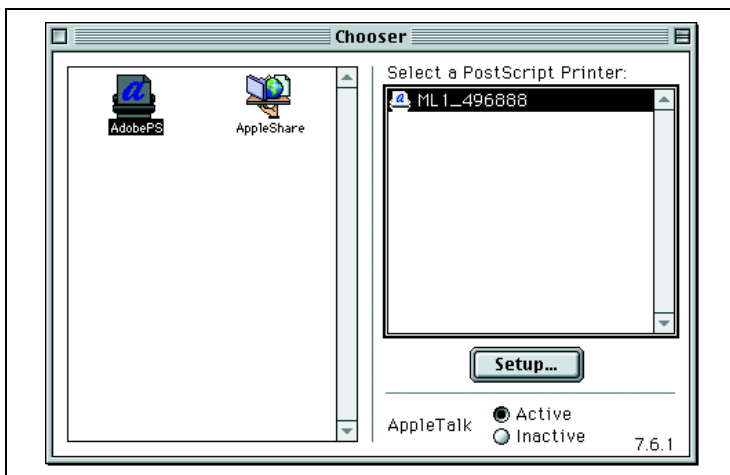 Chooser
AdobePS
AppleShare
Select a PostScript Printer:
ML1_496888
Setup...
AppleTalk
Active
Inactive
7.6.1